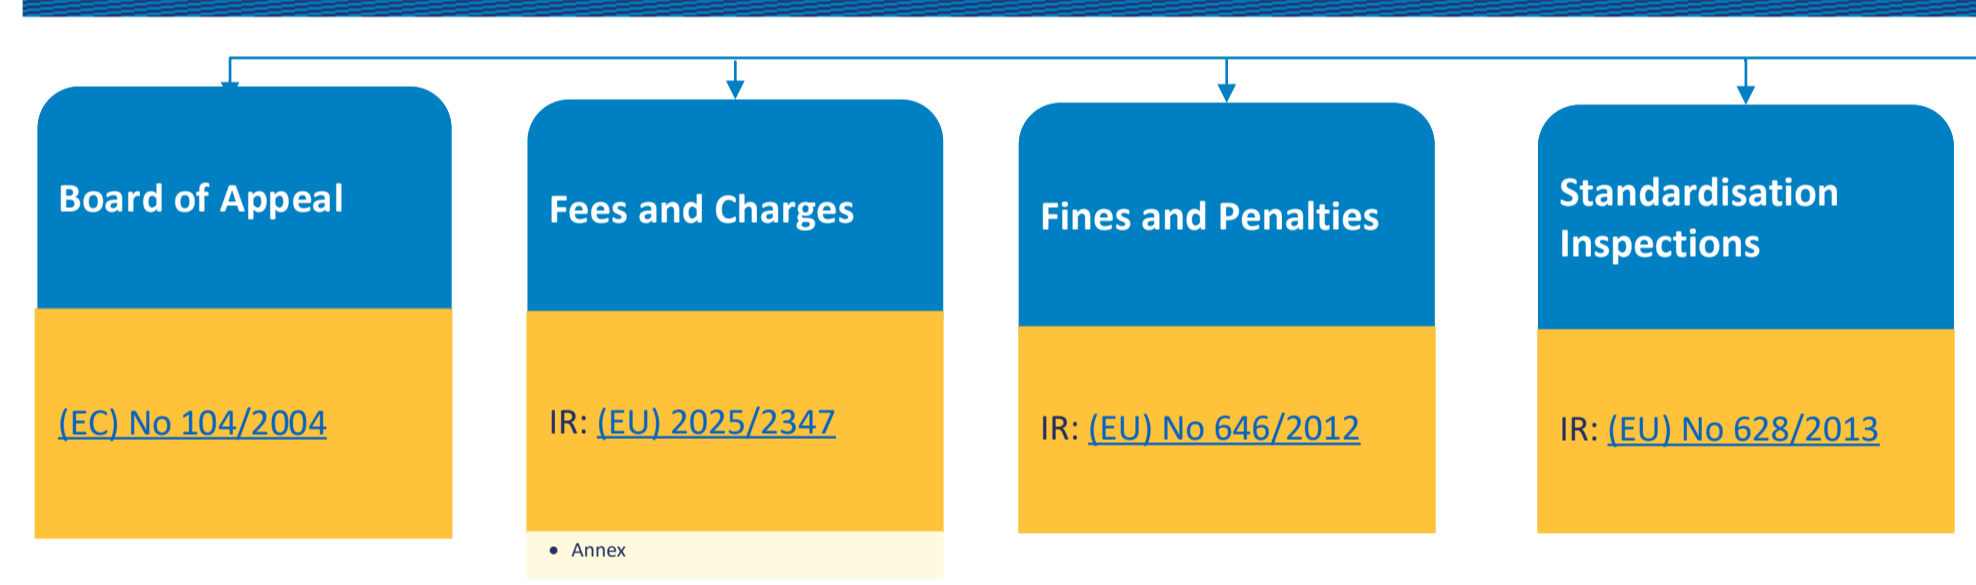 Board of Appeal
(EC) No 104/2004
Fees and Charges
IR: (EU) 2025/2347
• Annex
Fines and Penalties
IR: (EU) No 646/2012
Standardisation
Inspections
IR: (EU) No 628/2013